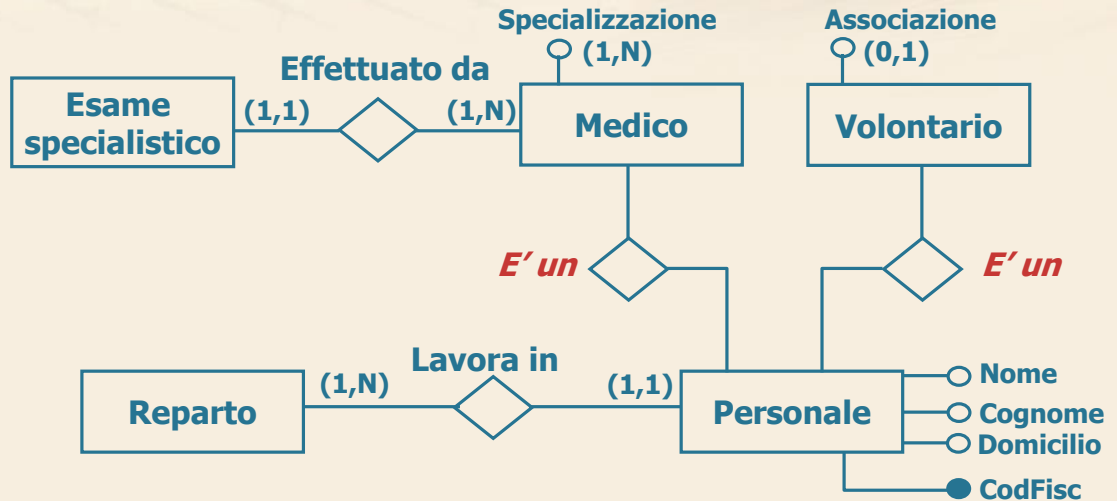 Specializzazione
(1,N)
Associazione
(0,1)
Effettuato da
Esame
specialistico
(1,1)
(1,N)
Medico
Volontario
E' un
E' un
Lavora in
Reparto
(1,N)
(1,1)
Personale
Nome
Cognome
Domicilio
CodFisc